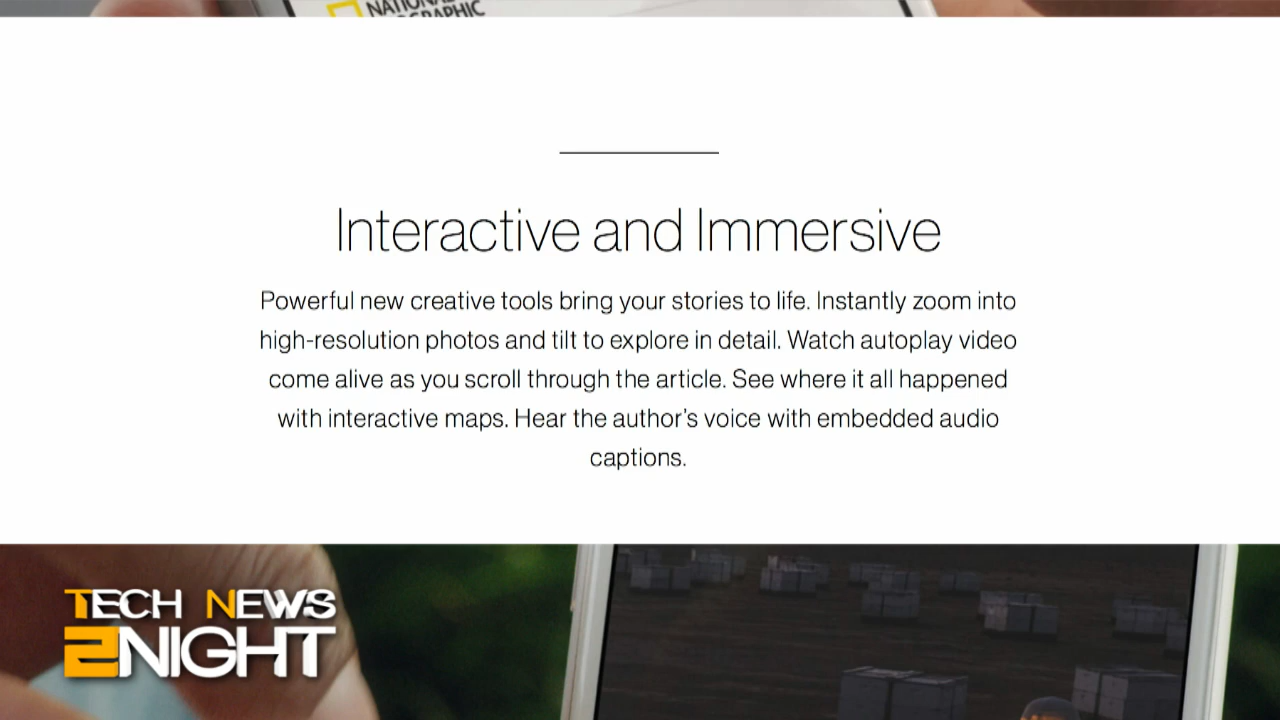 NATIONAL
GEOGRAPHIC
Interactive and Immersive
Powerful new creative tools bring your stories to life. Instantly zoom into
high-resolution photos and tilt to explore in detail. Watch autoplay video
come alive as you scroll through the article. See where it all happened
with interactive maps. Hear the author's voice with embedded audio
captions.
TECH NEWS
2NIGHT